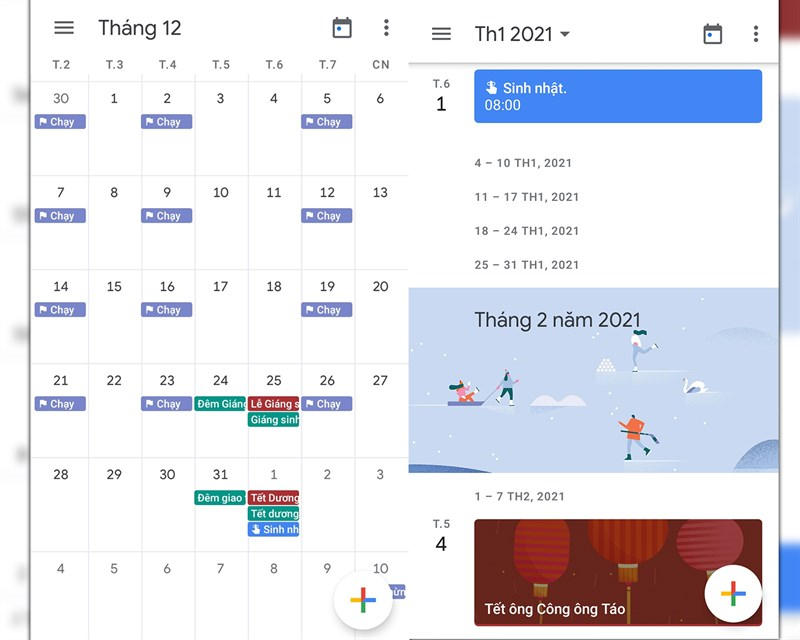 Tháng 12
T.2 T.3 T.4 T.5 T.6 T.7 CN
30 1 2 3 4 5 6
Chạy Chạy Chạy
7 8 9 10 11 12 13
Chạy Chạy Chạy
14 15 16 17 18 19 20
Chạy Chạy Chạy
21 22 23 24 25 26 27
Chạy Chạy Đêm Giáng Lễ Giáng s Chạy
Giáng sinh
28 29 30 31 1 2 3
Đêm giao Tết Dương
Tết dương
Sinh nh
4 5 6 7 8 9 10
Th1 2021
T.6
1
Sinh nhật.
08:00
4 – 10 TH1, 2021
11 – 17 TH1, 2021
18 – 24 TH1, 2021
25 – 31 TH1, 2021
Tháng 2 năm 2021
1 – 7 TH2, 2021
T.5
4
Tết ông Công ông Táo